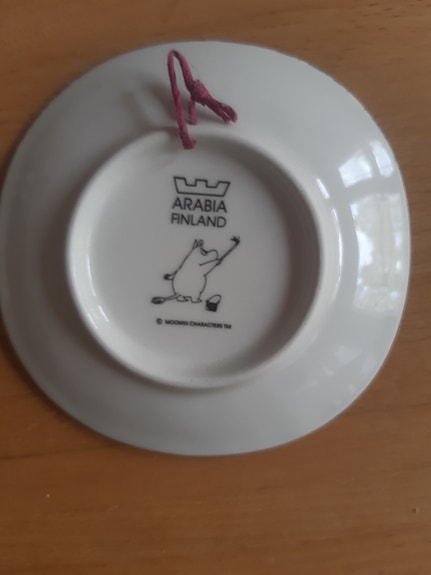 ARABIA
FINLAND
© MOOMIN CHARACTERS TM